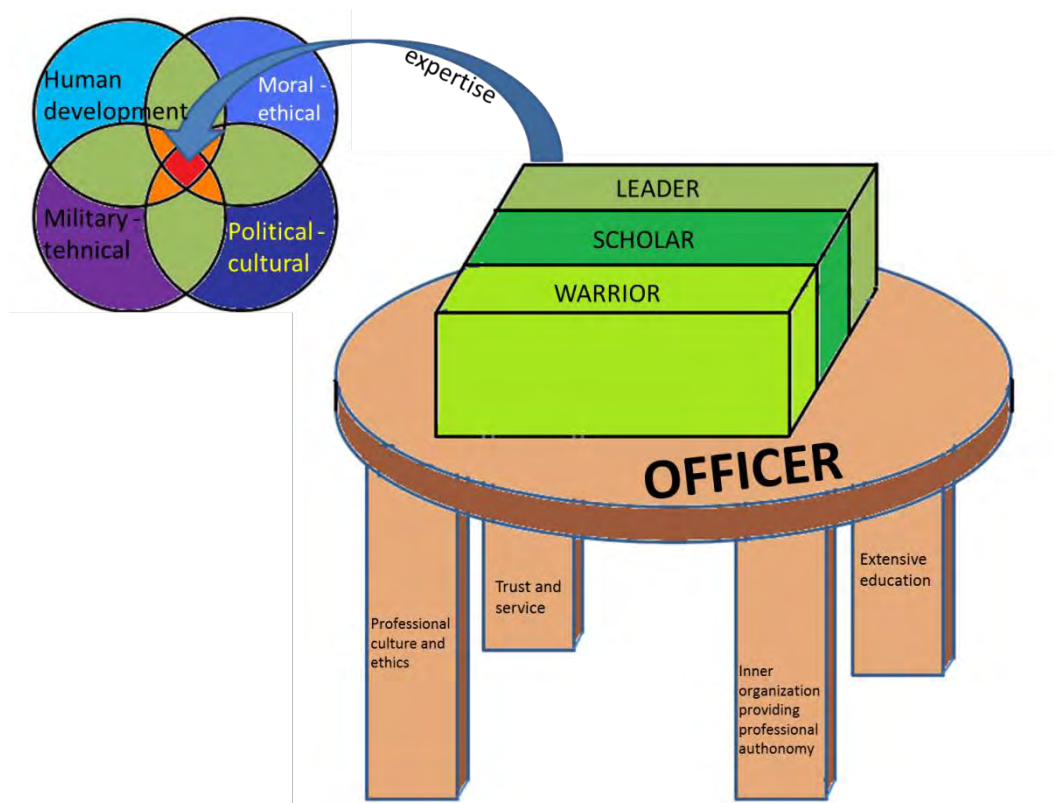 Human
development
Moral -
ethical
Military -
tehnical
Political -
cultural
expertise
LEADER
SCHOLAR
WARRIOR
OFFICER
Professional
culture and
ethics
Trust and
service
Inner
organization
providing
professional
authonomy
Extensive
education